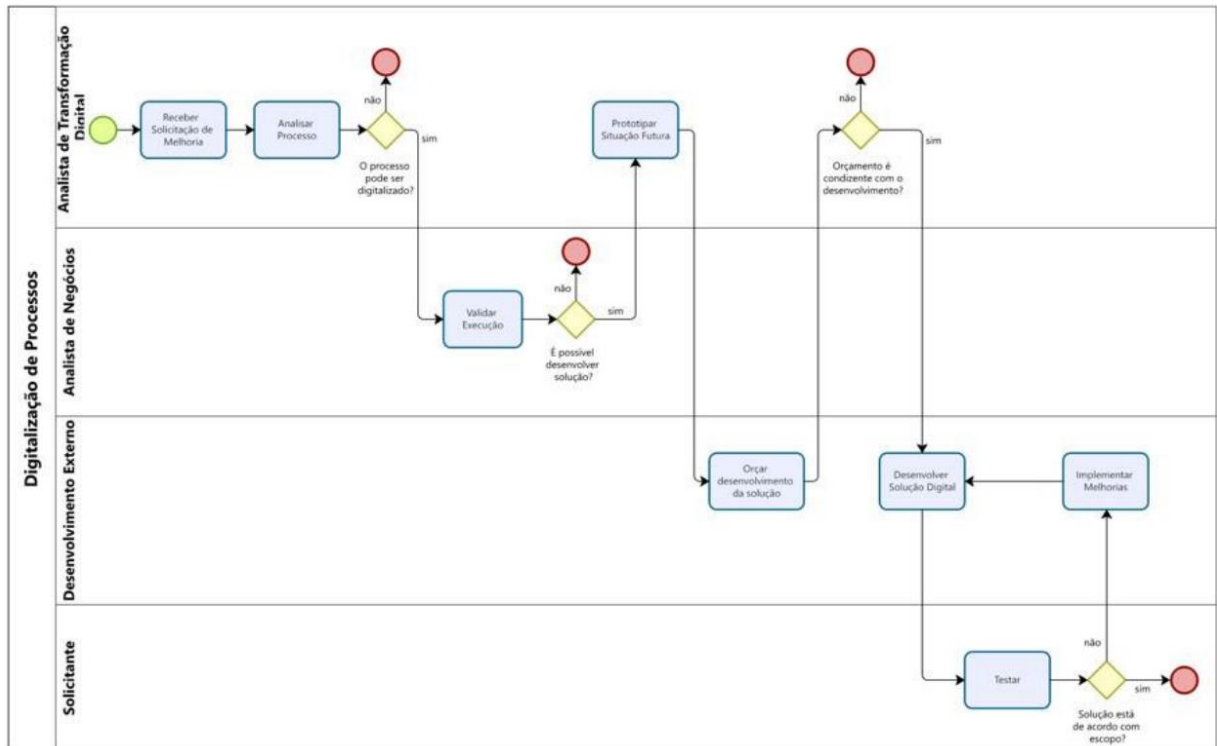 Digitalização de Processos
Analista de Transformação
Digital
Receber
Solicitação de
Melhoria
Analisar
Processo
não
sim
O processo
pode ser
digitalizado?
Prototipar
Situação Futura
não
sim
Orçamento é
condizente com o
desenvolvimento?
Analista de Negócios
Validar
Execução
não
sim
É possível
desenvolver
solução?
Desenvolvimento Externo
Orçar
desenvolvimento
da solução
Desenvolver
Solução Digital
Implementar
Melhorias
Solicitante
Testar
não
sim
Solução está
de acordo com
escopo?